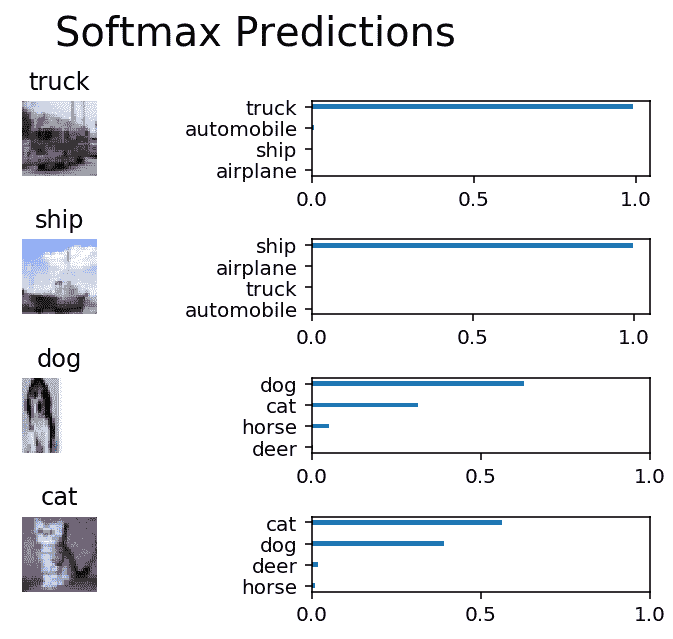 Softmax Predictions
truck
truck
automobile
ship
airplane
0.0 0.5 1.0
ship
ship
airplane
truck
automobile
0.0 0.5 1.0
dog
dog
cat
horse
deer
0.0 0.5 1.0
cat
cat
dog
deer
horse
0.0 0.5 1.0